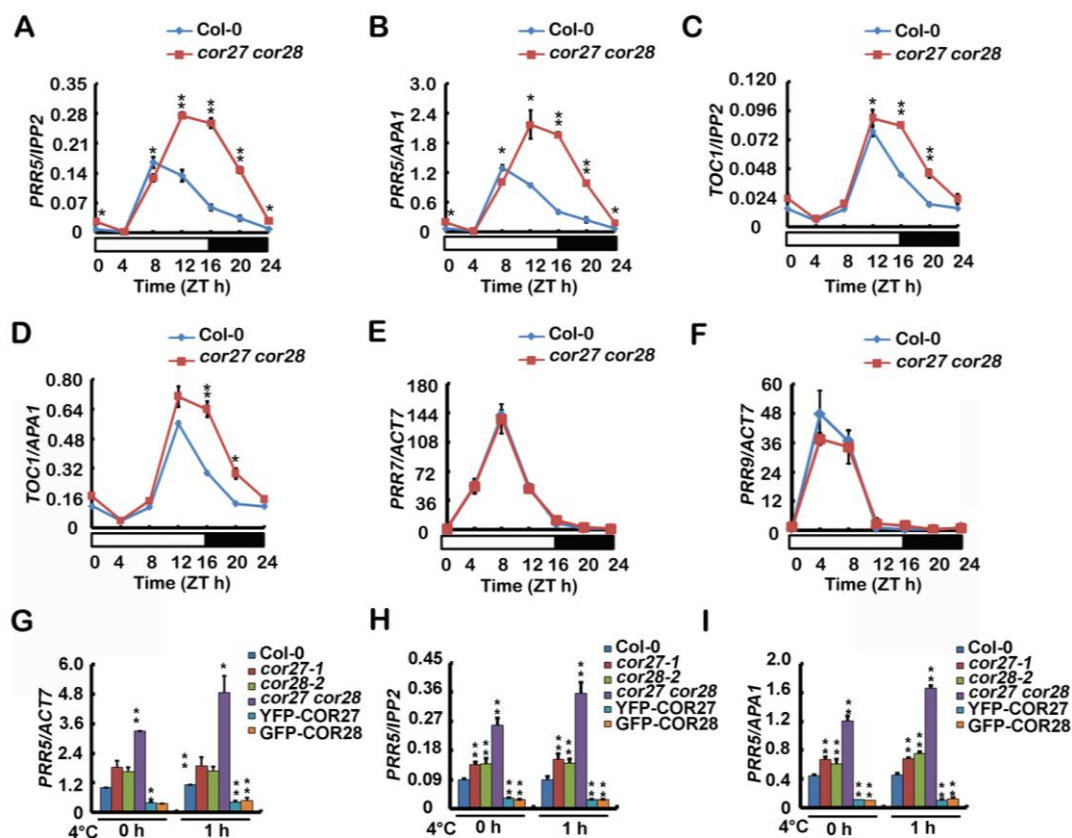 A
Col-0
cor27 cor28
PRR5/IPP2
0.35
0.28
0.21
0.14
0.07
0
0 4 8 12 16 20 24
Time (ZT h)
B
Col-0
cor27 cor28
PRR5/APA1
3.0
2.4
1.8
1.2
0.6
0
0 4 8 12 16 20 24
Time (ZT h)
C
Col-0
cor27 cor28
TOC1/IPP2
0.120
0.096
0.072
0.048
0.024
0
0 4 8 12 16 20 24
Time (ZT h)
D
Col-0
cor27 cor28
TOC1/APA1
0.80
0.64
0.48
0.32
0.16
0
0 4 8 12 16 20 24
Time (ZT h)
E
Col-0
cor27 cor28
PRR7/ACT7
180
144
108
72
36
0
0 4 8 12 16 20 24
Time (ZT h)
F
Col-0
cor27 cor28
PRR9/ACT7
60
48
36
24
12
0
0 4 8 12 16 20 24
Time (ZT h)
G
Col-0
cor27-1
cor28-2
cor27 cor28
YFP-COR27
GFP-COR28
PRR5/ACT7
6.0
4.8
3.6
2.4
1.2
0
4°C 0 h 1 h
H
Col-0
cor27-1
cor28-2
cor27 cor28
YFP-COR27
GFP-COR28
PRR5/IPP2
0.45
0.36
0.27
0.18
0.09
0
4°C 0 h 1 h
I
Col-0
cor27-1
cor28-2
cor27 cor28
YFP-COR27
GFP-COR28
PRR5/APA1
2.0
1.6
1.2
0.8
0.4
0
4°C 0 h 1 h